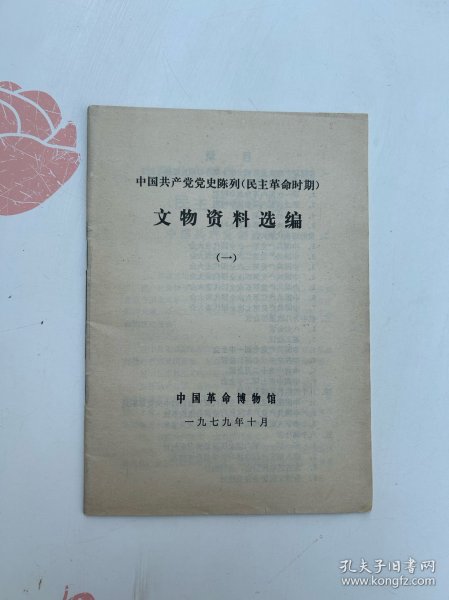 中国共产党党史陈列(民主革命时期)
文物资料选编
(一)
中国革命博物馆
一九七九年十月
孔夫子旧书网
www.kongfz.com